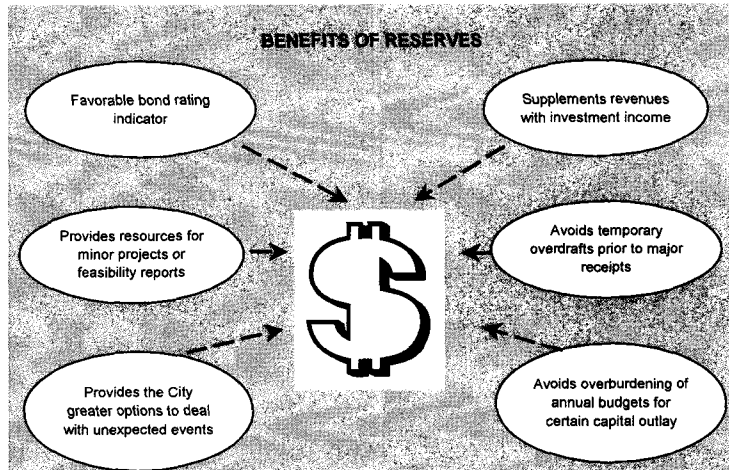 BENEFITS OF RESERVES
Favorable bond rating
indicator
Supplements revenues
with investment income
Provides resources for
minor projects or
feasibility reports
Avoids temporary
overdrafts prior to major
receipts
$
Provides the City
greater options to deal
with unexpected events
Avoids overburdening of
annual budgets for
certain capital outlay